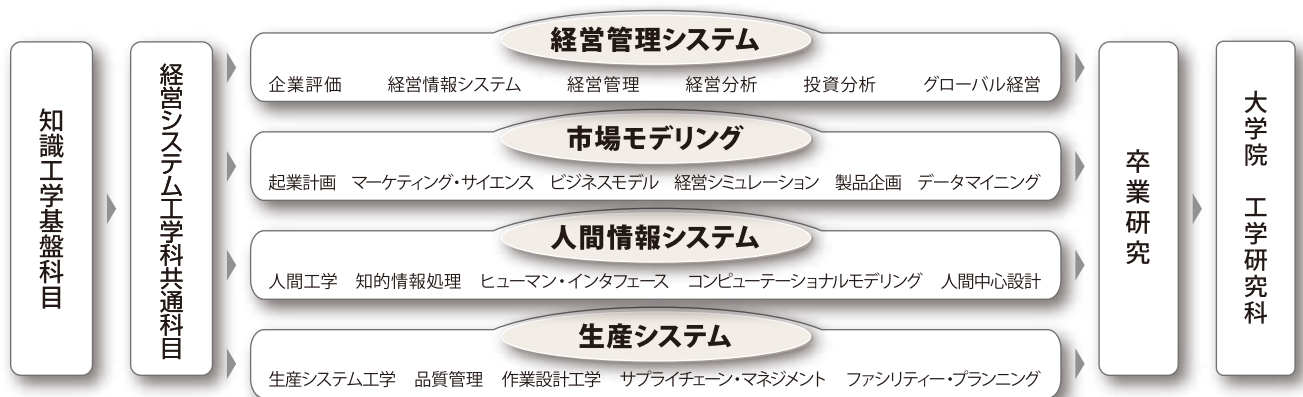 知識工学基盤科目
経営システム工学科共通科目
経営管理システム
企業評価 経営情報システム 経営管理 経営分析 投資分析 グローバル経営
市場モデリング
起業計画 マーケティング・サイエンス ビジネスモデル 経営シミュレーション 製品企画 データマイニング
人間情報システム
人間工学 知的情報処理 ヒューマン・インタフェース コンピューテーショナルモデリング 人間中心設計
生産システム
生産システム工学 品質管理 作業設計工学 サプライチェーン・マネジメント ファシリティー・プランニング
卒業研究
大学院 工学研究科